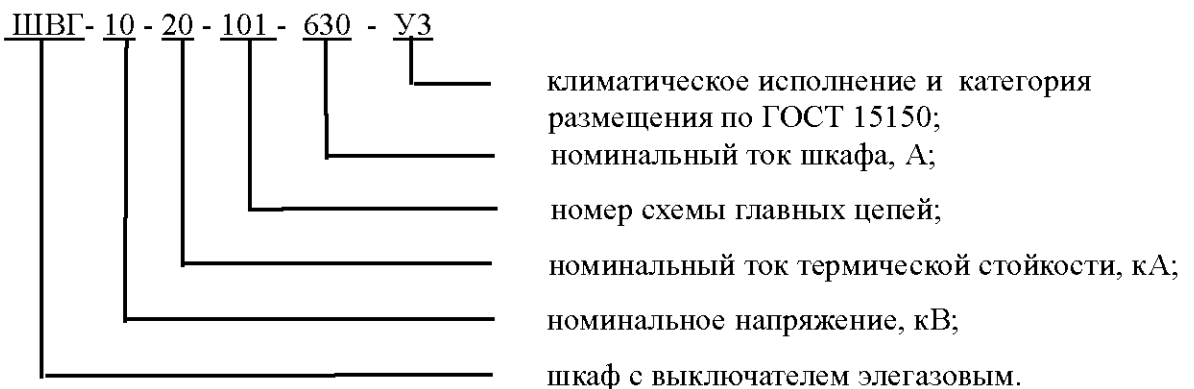 ШВГ- 10 - 20 - 101 - 630 - У3
климатическое исполнение и категория
размещения по ГОСТ 15150;
номинальный ток шкафа, А;
номер схемы главных цепей;
номинальный ток термической стойкости, кА;
номинальное напряжение, кВ;
шкаф с выключателем элегазовым.